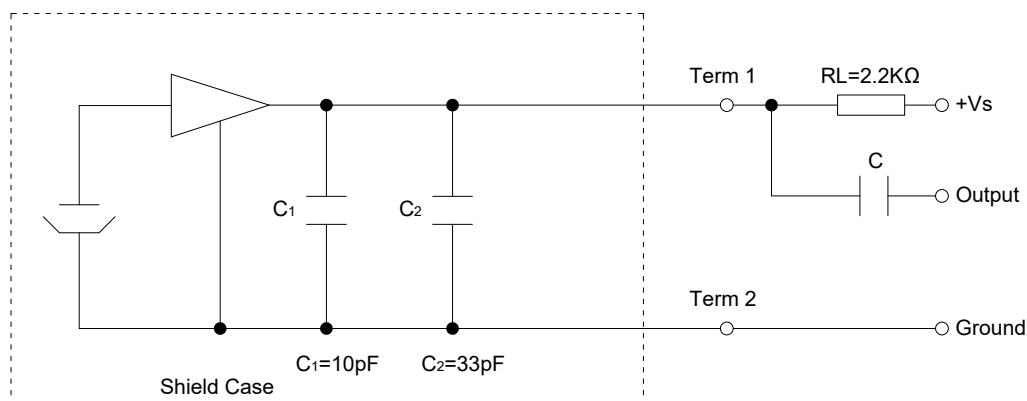 Term 1
RL=2.2KΩ
+Vs
C
Output
C1
C2
Term 2
Ground
C1=10pF
C2=33pF
Shield Case